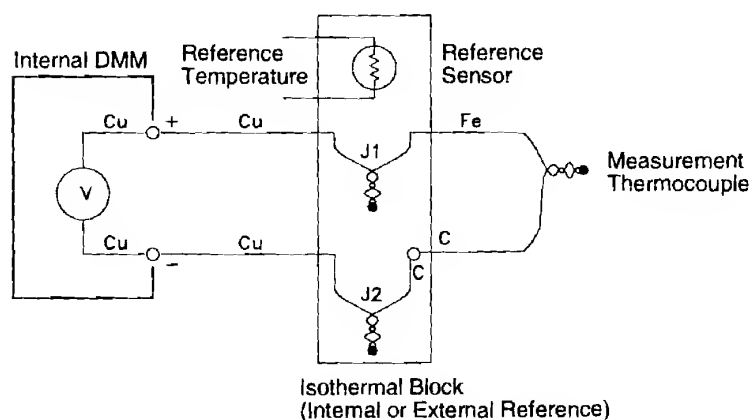 Internal DMM
Reference
Temperature
Reference
Sensor
Cu
+
Cu
Fe
J1
Measurement
Thermocouple
V
Cu
−
Cu
C
C
J2
Isothermal Block
(Internal or External Reference)